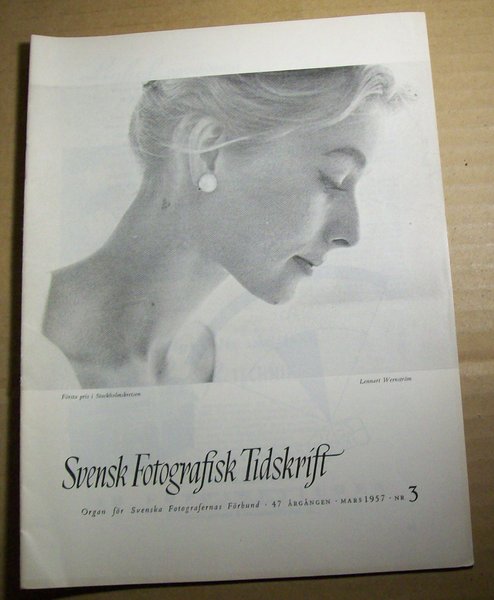 Första pris i Stockholmskretsen
Lennart Wernström
Svensk Fotografisk Tidskrift
Organ för Svenska Fotografernas Förbund · 47 ÅRGÅNGEN · MARS 1957 · NR 3